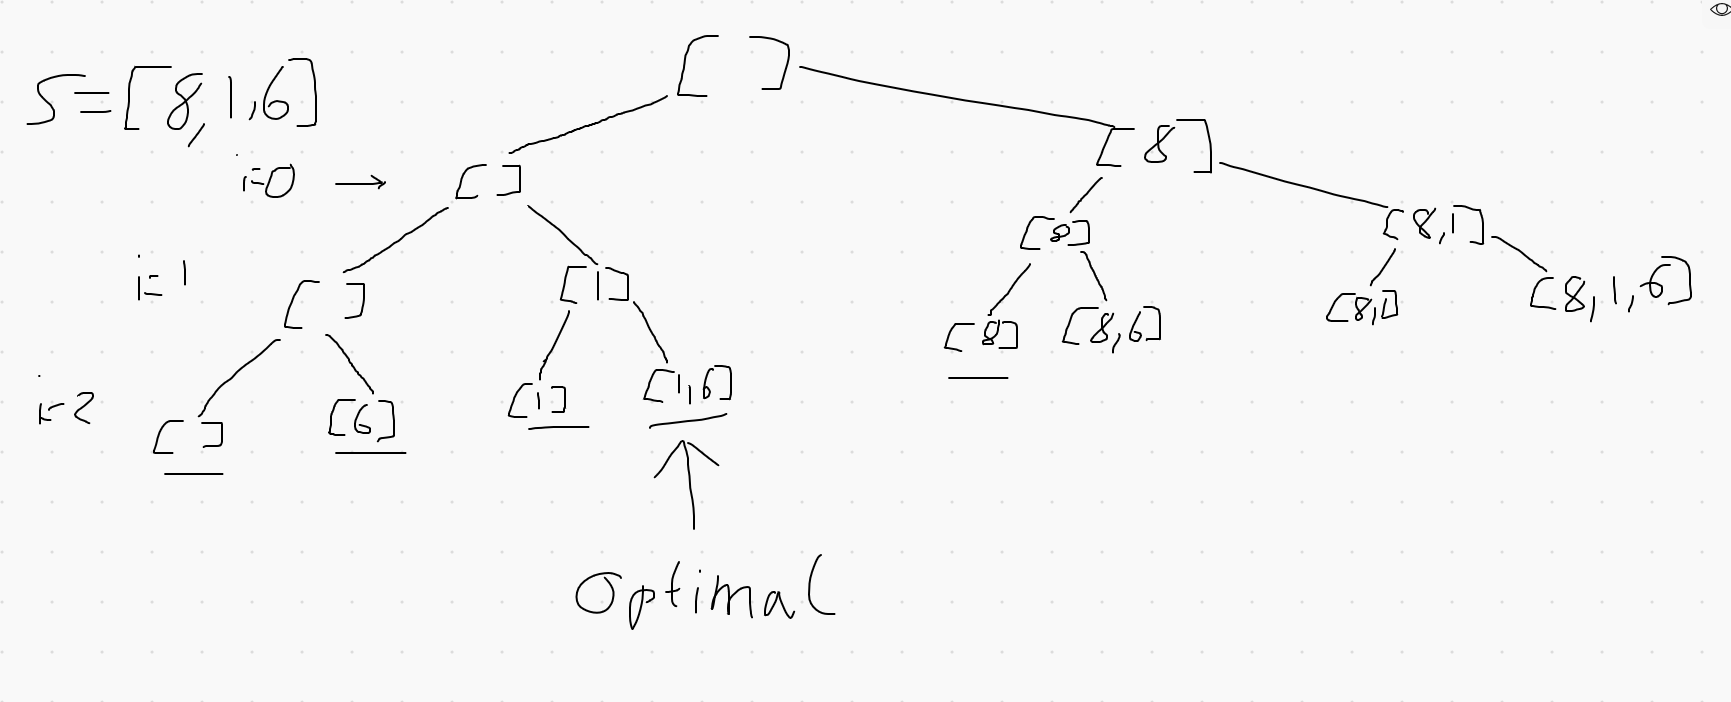 [ ]
S=[8,1,6]
[8]
i=0 → [ ]
[8] [8,1]
i=1 [ ] [1]
[8] [8,6] [8,1] [8,1,6]
i=2 [ ] [6] [1] [1,6]
optimal